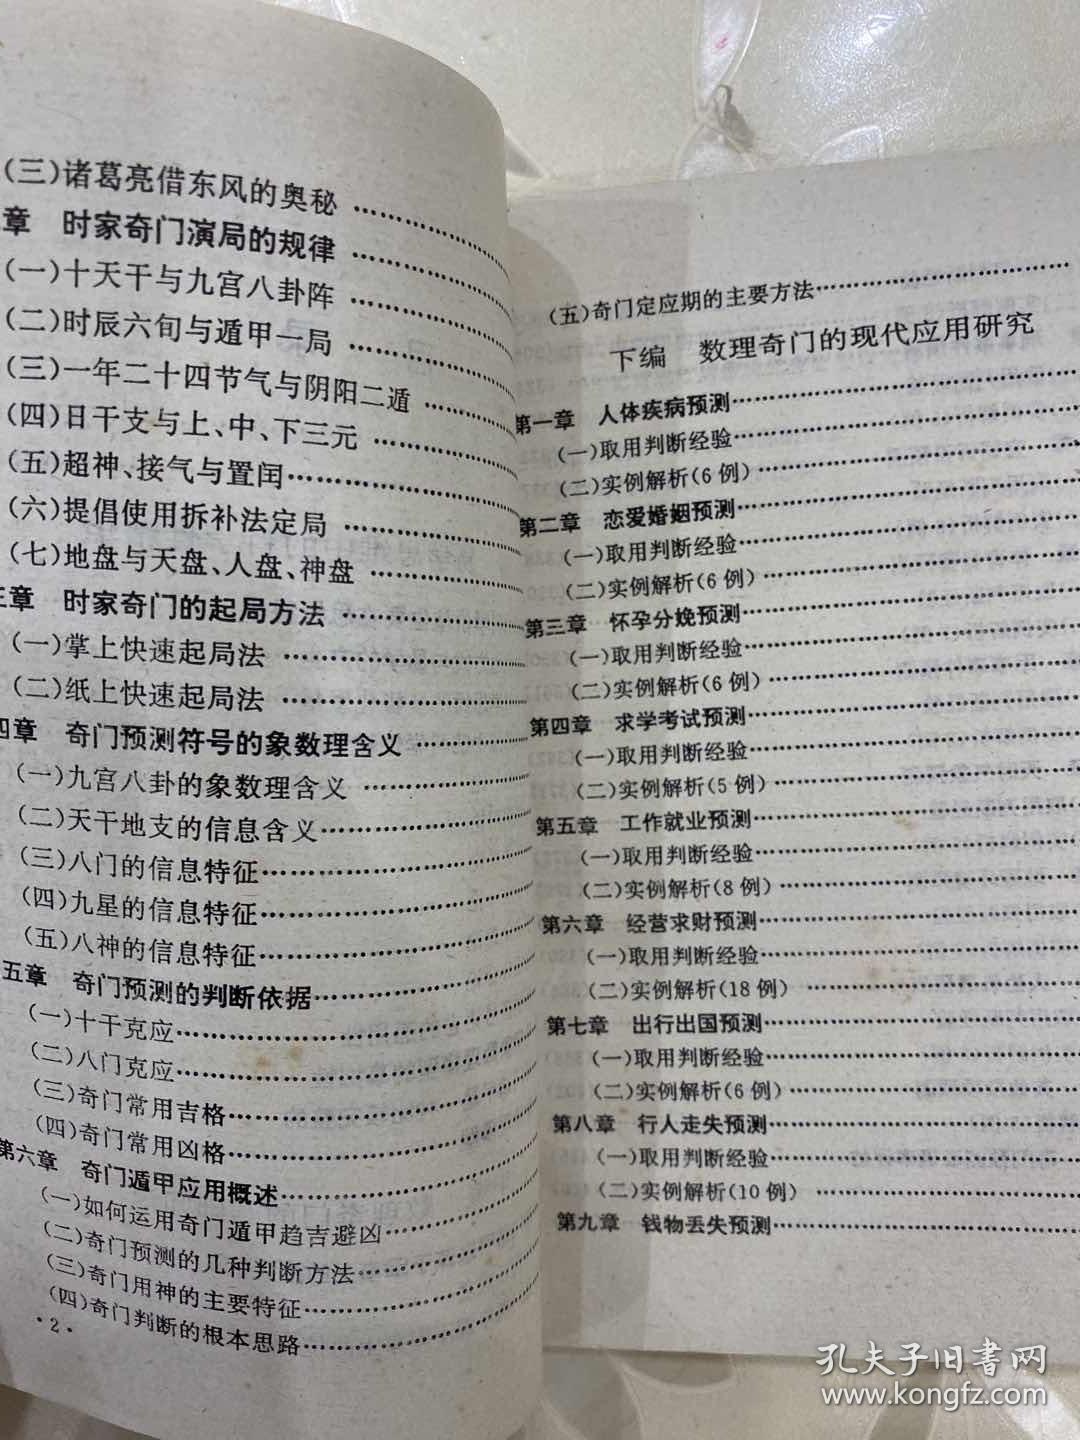 (三)诸葛亮借东风的奥秘 ………………
章 时家奇门演局的规律 ………………
(一)十天干与九宫八卦阵 ………………
(二)时辰六旬与遁甲一局 ………………
(三)一年二十四节气与阴阳二遁 ………………
(四)日干支与上、中、下三元 ………………
(五)超神、接气与置闰………………
(六)提倡使用拆补法定局 ………………
(七)地盘与天盘、人盘、神盘 ………………
三章 时家奇门的起局方法 ………………
(一)掌上快速起局法 ………………
(二)纸上快速起局法 ………………
四章 奇门预测符号的象数理含义 ………………
(一)九宫八卦的象数理含义 ………………
(二)天干地支的信息含义………………
(三)八门的信息特征………………
(四)九星的信息特征………………
(五)八神的信息特征………………
五章 奇门预测的判断依据………………
(一)十干克应………………
(二)八门克应………………
(三)奇门常用吉格………………
(四)奇门常用凶格………………
第六章 奇门遁甲应用概述………………
(一)如何运用奇门遁甲趋吉避凶………………
(二)奇门预测的几种判断方法………………
(三)奇门用神的主要特征………………
(四)奇门判断的根本思路………………
·2·
(五)奇门定应期的主要方法………………
下编 数理奇门的现代应用研究
第一章 人体疾病预测………………
(一)取用判断经验………………
(二)实例解析(6例)………………
第二章 恋爱婚姻预测………………
(一)取用判断经验………………
(二)实例解析(6例)………………
第三章 怀孕分娩预测………………
(一)取用判断经验………………
(二)实例解析(6例)………………
第四章 求学考试预测………………
(一)取用判断经验………………
(二)实例解析(5例)………………
第五章 工作就业预测………………
(一)取用判断经验………………
(二)实例解析(8例)………………
第六章 经营求财预测………………
(一)取用判断经验………………
(二)实例解析(18例) ………………
第七章 出行出国预测………………
(一)取用判断经验………………
(二)实例解析(6例)………………
第八章 行人走失预测………………
(一)取用判断经验………………
(二)实例解析(10例) ………………
第九章 钱物丢失预测………………
孔夫子旧书网
www.kongfz.com